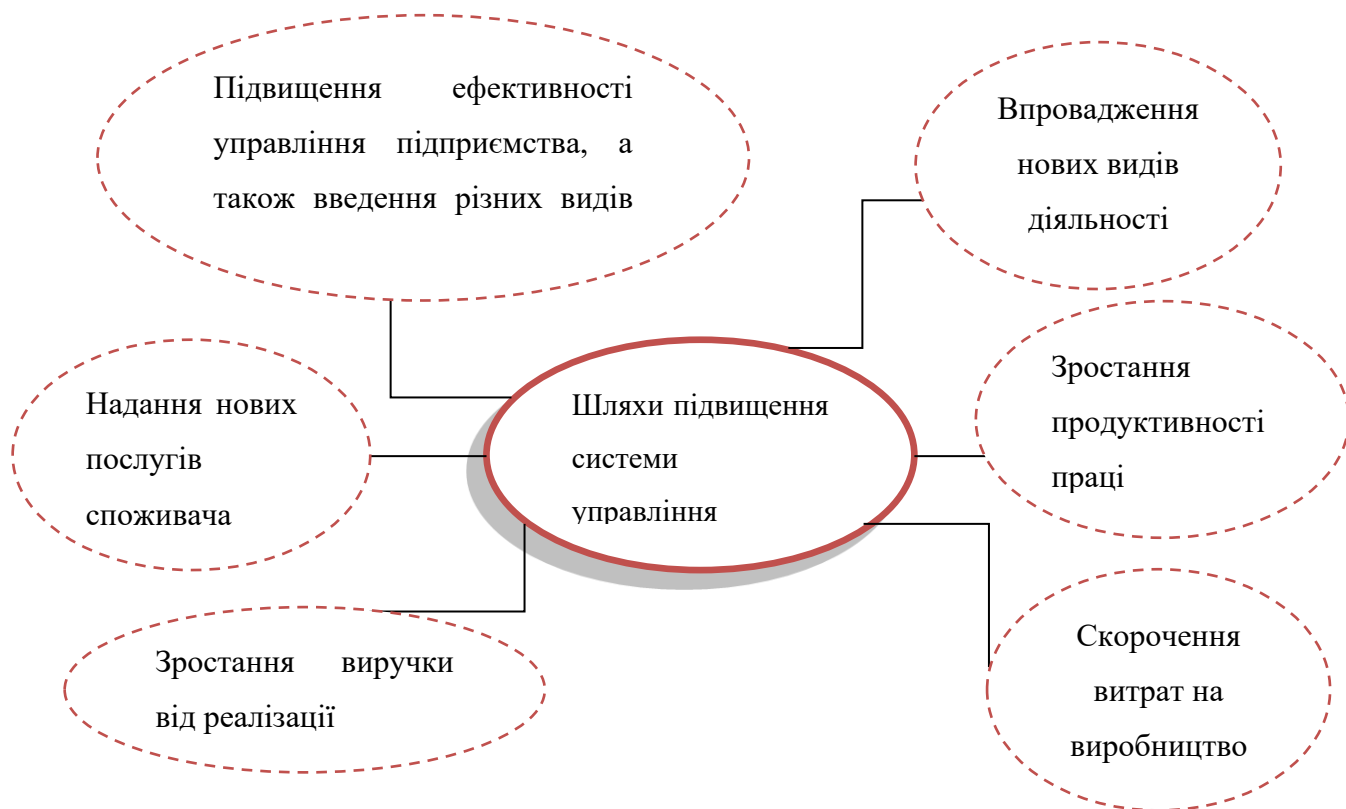 Підвищення ефективності
управління підприємства, а
також введення різних видів
Впровадження
нових видів
діяльності
Надання нових
послугів
споживача
Шляхи підвищення
системи
управління
Зростання
продуктивності
праці
Зростання виручки
від реалізації
Скорочення
витрат на
виробництво